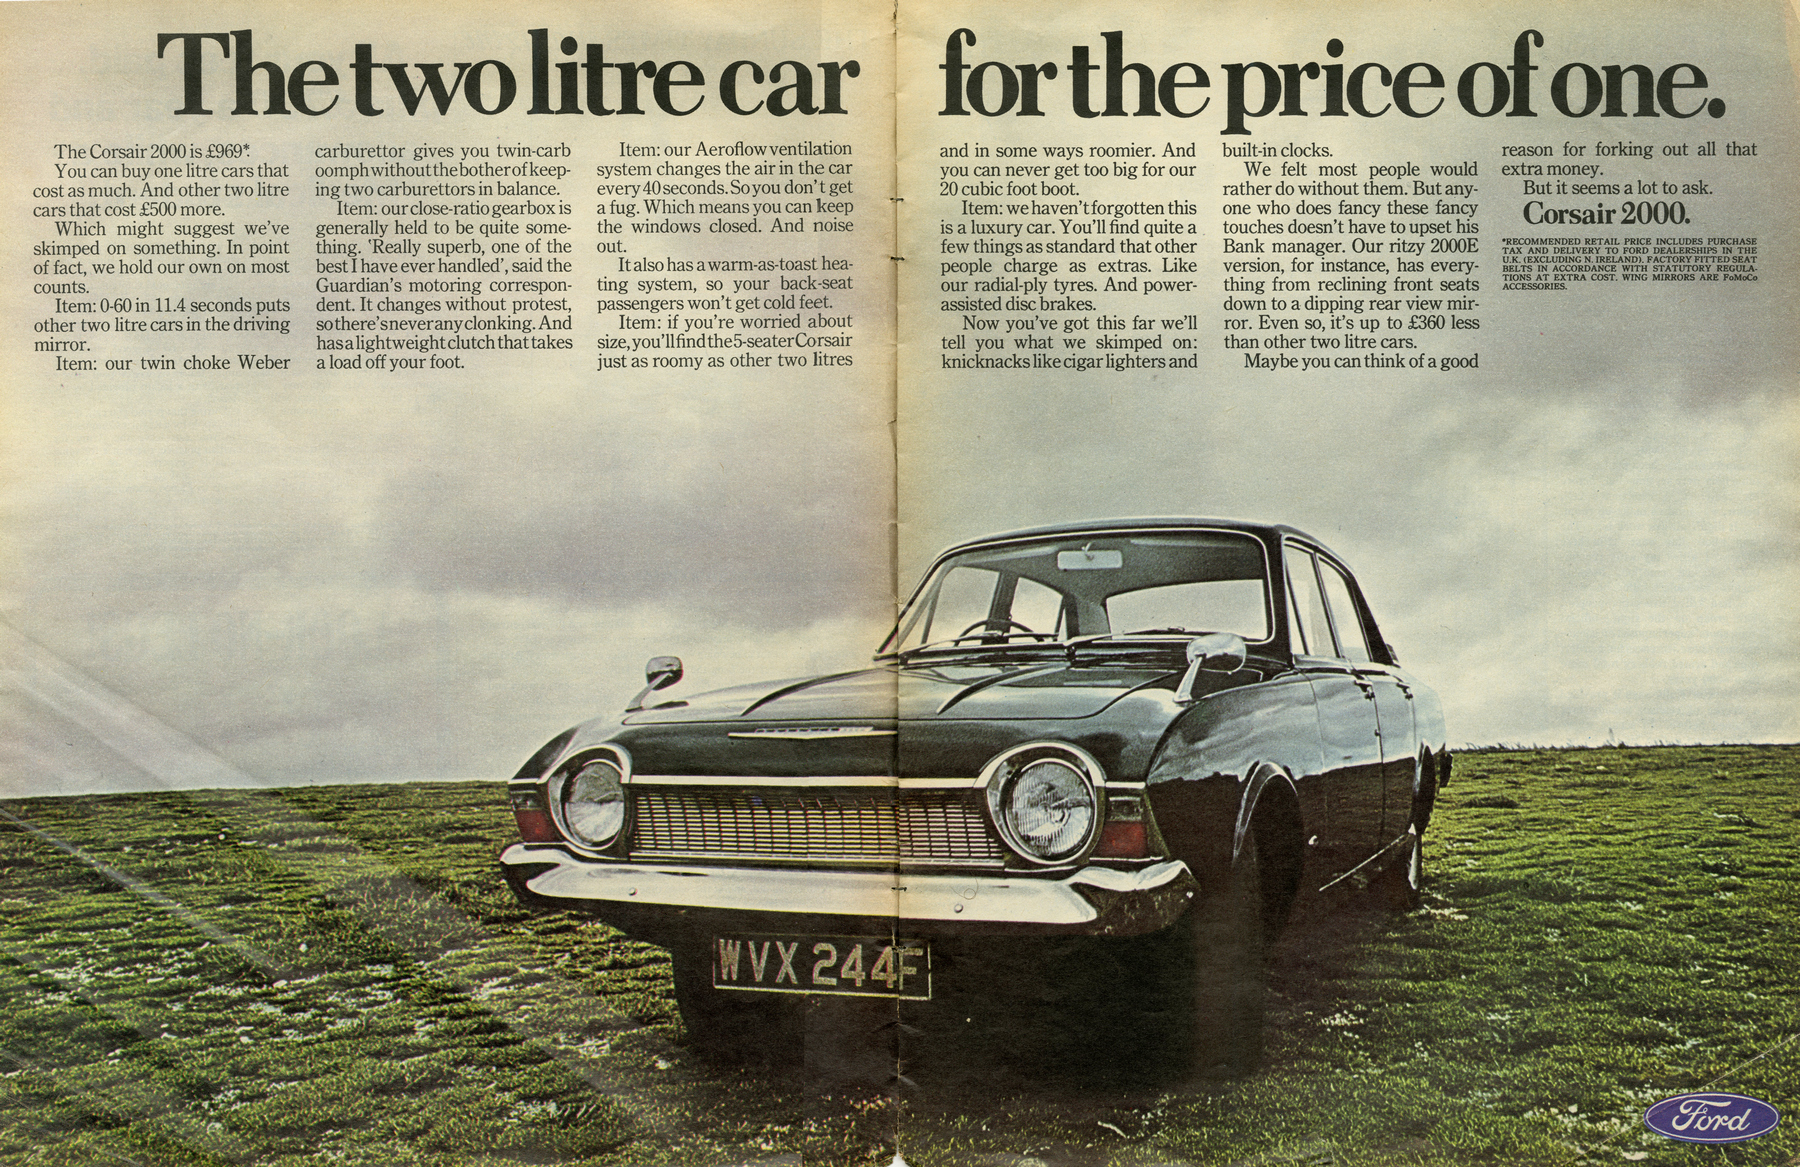 The two litre car for the price of one.
The Corsair 2000 is £969*.
You can buy one litre cars that
cost as much. And other two litre
cars that cost £500 more.
Which might suggest we've
skimped on something. In point
of fact, we hold our own on most
counts.
Item: 0-60 in 11.4 seconds puts
other two litre cars in the driving
mirror.
Item: our twin choke Weber
carburettor gives you twin-carb
oomph without the bother of keep-
ing two carburettors in balance.
Item: our close-ratio gearbox is
generally held to be quite some-
thing. 'Really superb, one of the
best I have ever handled', said the
Guardian's motoring correspon-
dent. It changes without protest,
so there's never any clonking. And
has a lightweight clutch that takes
a load off your foot.
Item: our Aeroflow ventilation
system changes the air in the car
every 40 seconds. So you don't get
a fug. Which means you can keep
the windows closed. And noise
out.
It also has a warm-as-toast hea-
ting system, so your back-seat
passengers won't get cold feet.
Item: if you're worried about
size, you'll find the 5-seater Corsair
just as roomy as other two litres
and in some ways roomier. And
you can never get too big for our
20 cubic foot boot.
Item: we haven't forgotten this
is a luxury car. You'll find quite a
few things as standard that other
people charge as extras. Like
our radial-ply tyres. And power-
assisted disc brakes.
Now you've got this far we'll
tell you what we skimped on:
knicknacks like cigar lighters and
built-in clocks.
We felt most people would
rather do without them. But any-
one who does fancy these fancy
touches doesn't have to upset his
Bank manager. Our ritzy 2000E
version, for instance, has every-
thing from reclining front seats
down to a dipping rear view mir-
ror. Even so, it's up to £360 less
than other two litre cars.
Maybe you can think of a good
reason for forking out all that
extra money.
But it seems a lot to ask.
Corsair 2000.
*RECOMMENDED RETAIL PRICE INCLUDES PURCHASE
TAX AND DELIVERY TO FORD DEALERSHIPS IN THE
U.K. (EXCLUDING N. IRELAND). FACTORY FITTED SEAT
BELTS IN ACCORDANCE WITH STATUTORY REGULA-
TIONS AT EXTRA COST. WING MIRRORS ARE FoMoCo
ACCESSORIES.
WVX 244F
Ford